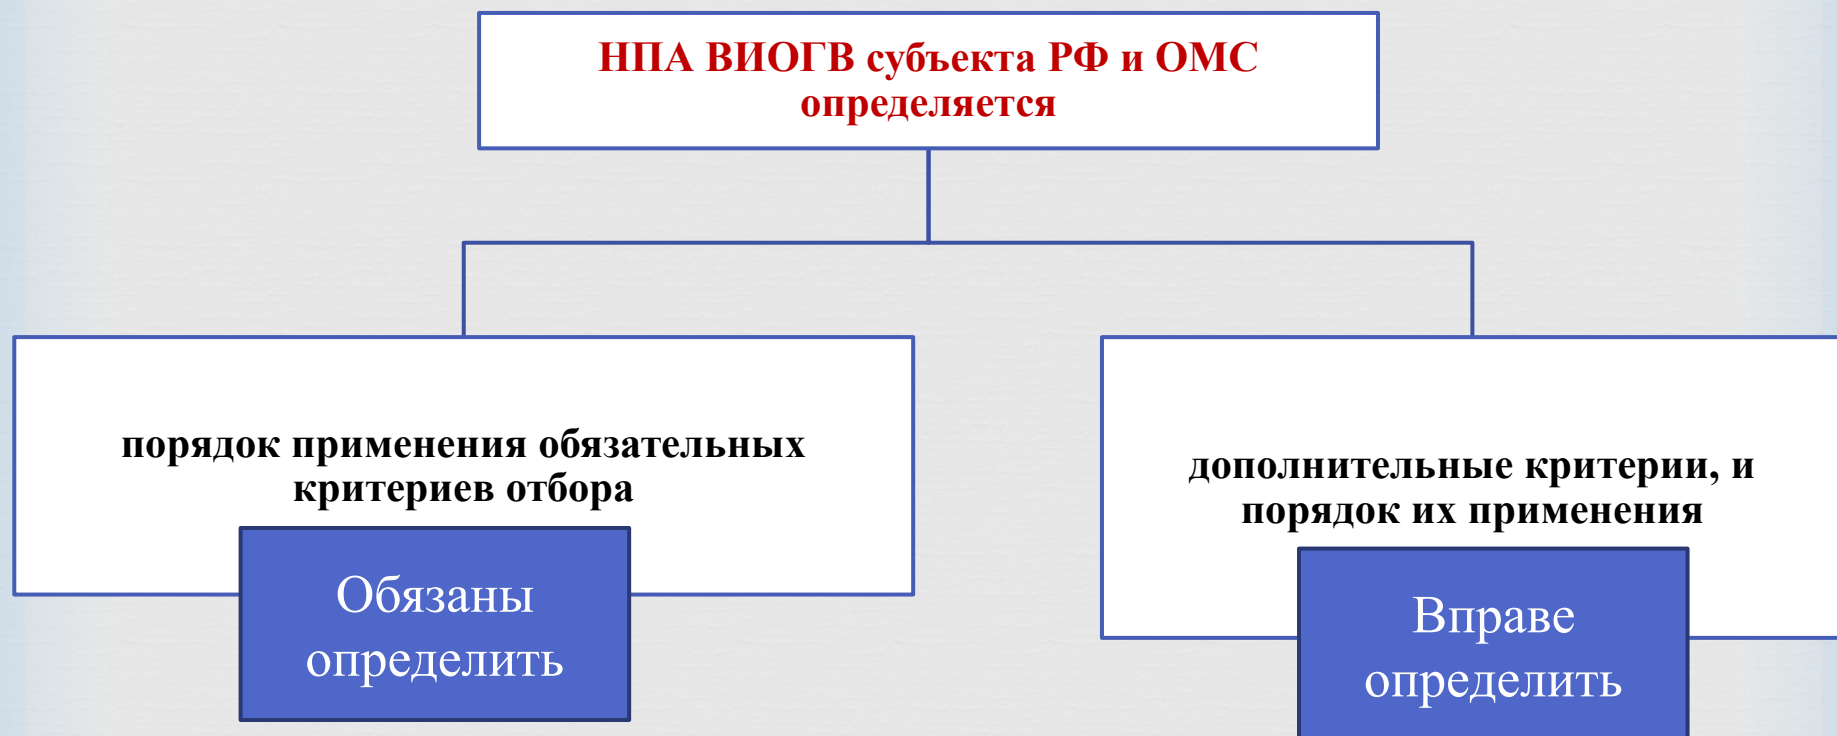 НПА ВИОГВ субъекта РФ и ОМС
определяется
порядок применения обязательных
критериев отбора
Обязаны
определить
дополнительные критерии, и
порядок их применения
Вправе
определить